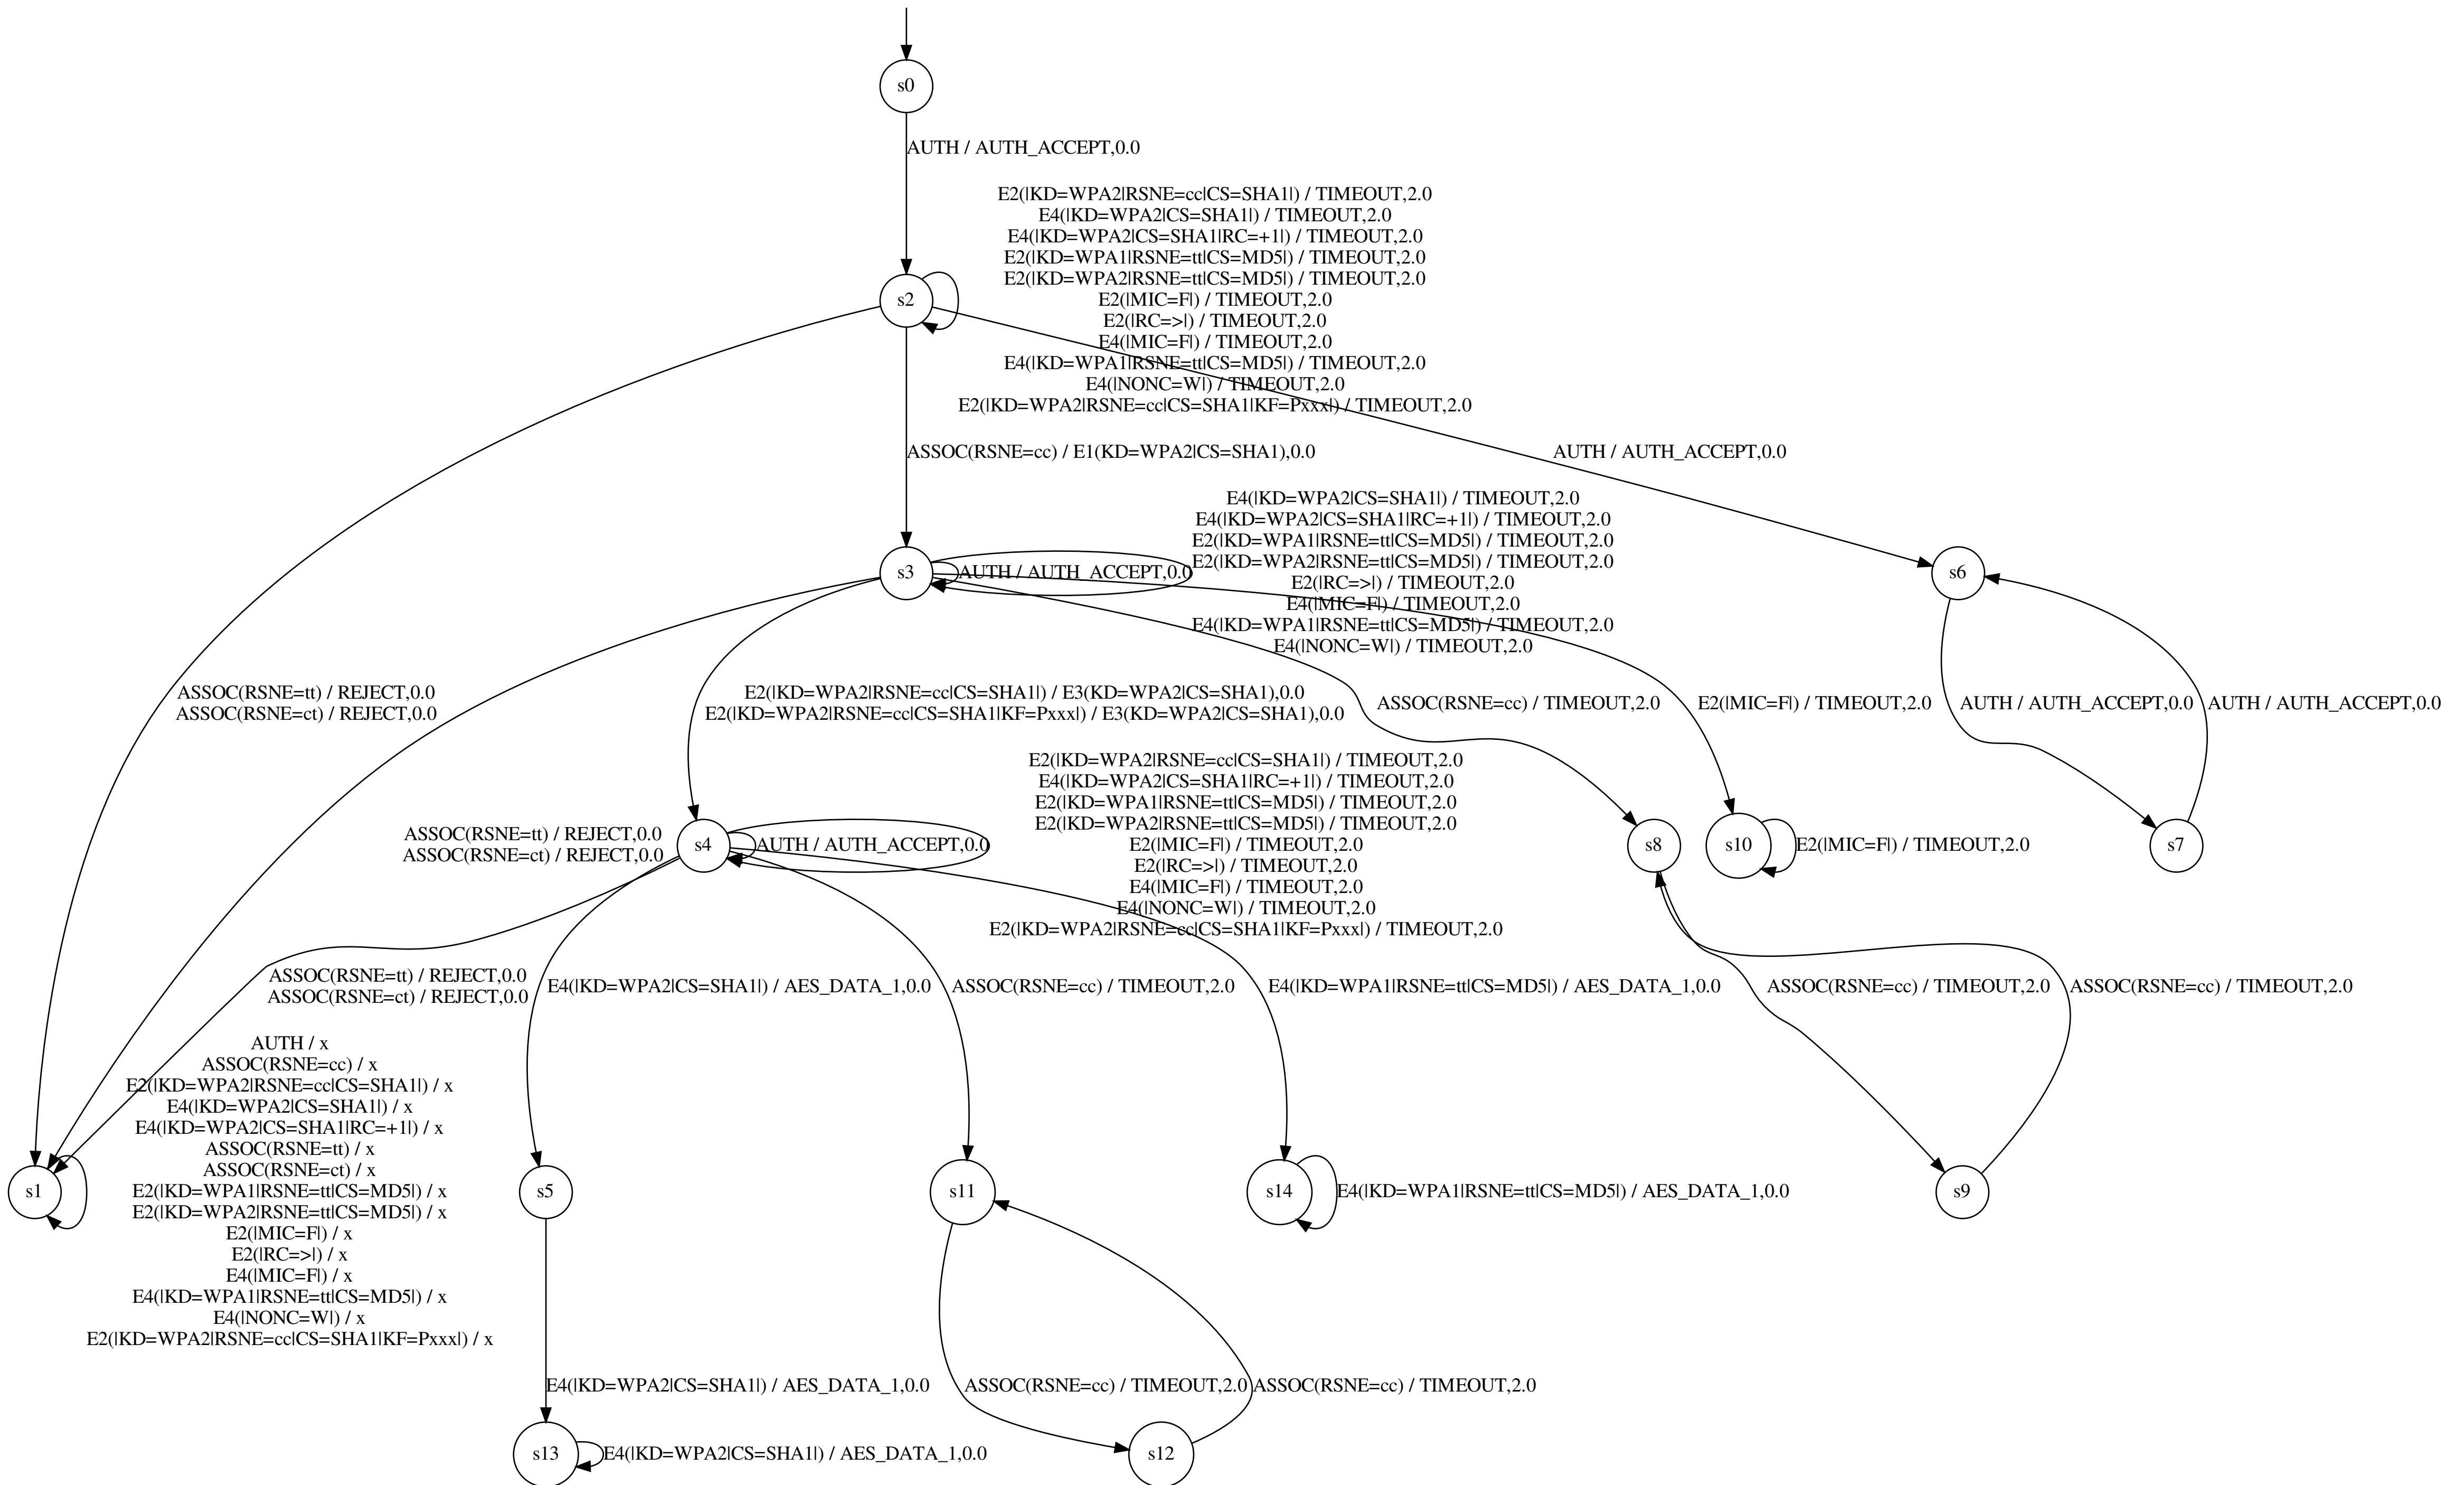 s0
AUTH / AUTH_ACCEPT,0.0
E2(|KD=WPA2|RSNE=cc|CS=SHA1|) / TIMEOUT,2.0
E4(|KD=WPA2|CS=SHA1|) / TIMEOUT,2.0
E4(|KD=WPA2|CS=SHA1|RC=+1|) / TIMEOUT,2.0
E2(|KD=WPA1|RSNE=tt|CS=MD5|) / TIMEOUT,2.0
E2(|KD=WPA2|RSNE=tt|CS=MD5|) / TIMEOUT,2.0
E2(|MIC=F|) / TIMEOUT,2.0
E2(|RC=>|) / TIMEOUT,2.0
E4(|MIC=F|) / TIMEOUT,2.0
E4(|KD=WPA1|RSNE=tt|CS=MD5|) / TIMEOUT,2.0
E4(|NONC=W|) / TIMEOUT,2.0
E2(|KD=WPA2|RSNE=cc|CS=SHA1|KF=Pxxx|) / TIMEOUT,2.0
s2
ASSOC(RSNE=cc) / E1(KD=WPA2|CS=SHA1),0.0
AUTH / AUTH_ACCEPT,0.0
E4(|KD=WPA2|CS=SHA1|) / TIMEOUT,2.0
E4(|KD=WPA2|CS=SHA1|RC=+1|) / TIMEOUT,2.0
E2(|KD=WPA1|RSNE=tt|CS=MD5|) / TIMEOUT,2.0
E2(|KD=WPA2|RSNE=tt|CS=MD5|) / TIMEOUT,2.0
E2(|RC=>|) / TIMEOUT,2.0
E4(|MIC=F|) / TIMEOUT,2.0
E4(|KD=WPA1|RSNE=tt|CS=MD5|) / TIMEOUT,2.0
E4(|NONC=W|) / TIMEOUT,2.0
s3
AUTH / AUTH_ACCEPT,0.0
s6
ASSOC(RSNE=tt) / REJECT,0.0
ASSOC(RSNE=ct) / REJECT,0.0
E2(|KD=WPA2|RSNE=cc|CS=SHA1|) / E3(KD=WPA2|CS=SHA1),0.0
E2(|KD=WPA2|RSNE=cc|CS=SHA1|KF=Pxxx|) / E3(KD=WPA2|CS=SHA1),0.0
ASSOC(RSNE=cc) / TIMEOUT,2.0
E2(|MIC=F|) / TIMEOUT,2.0
AUTH / AUTH_ACCEPT,0.0
AUTH / AUTH_ACCEPT,0.0
ASSOC(RSNE=tt) / REJECT,0.0
ASSOC(RSNE=ct) / REJECT,0.0
s4
AUTH / AUTH_ACCEPT,0.0
E2(|KD=WPA2|RSNE=cc|CS=SHA1|) / TIMEOUT,2.0
E4(|KD=WPA2|CS=SHA1|RC=+1|) / TIMEOUT,2.0
E2(|KD=WPA1|RSNE=tt|CS=MD5|) / TIMEOUT,2.0
E2(|KD=WPA2|RSNE=tt|CS=MD5|) / TIMEOUT,2.0
E2(|MIC=F|) / TIMEOUT,2.0
E2(|RC=>|) / TIMEOUT,2.0
E4(|MIC=F|) / TIMEOUT,2.0
E4(|NONC=W|) / TIMEOUT,2.0
E2(|KD=WPA2|RSNE=cc|CS=SHA1|KF=Pxxx|) / TIMEOUT,2.0
s8
s10
E2(|MIC=F|) / TIMEOUT,2.0
s7
ASSOC(RSNE=tt) / REJECT,0.0
ASSOC(RSNE=ct) / REJECT,0.0
E4(|KD=WPA2|CS=SHA1|) / AES_DATA_1,0.0
ASSOC(RSNE=cc) / TIMEOUT,2.0
E4(|KD=WPA1|RSNE=tt|CS=MD5|) / AES_DATA_1,0.0
ASSOC(RSNE=cc) / TIMEOUT,2.0
ASSOC(RSNE=cc) / TIMEOUT,2.0
s1
AUTH / x
ASSOC(RSNE=cc) / x
E2(|KD=WPA2|RSNE=cc|CS=SHA1|) / x
E4(|KD=WPA2|CS=SHA1|) / x
E4(|KD=WPA2|CS=SHA1|RC=+1|) / x
ASSOC(RSNE=tt) / x
ASSOC(RSNE=ct) / x
E2(|KD=WPA1|RSNE=tt|CS=MD5|) / x
E2(|KD=WPA2|RSNE=tt|CS=MD5|) / x
E2(|MIC=F|) / x
E2(|RC=>|) / x
E4(|MIC=F|) / x
E4(|KD=WPA1|RSNE=tt|CS=MD5|) / x
E4(|NONC=W|) / x
E2(|KD=WPA2|RSNE=cc|CS=SHA1|KF=Pxxx|) / x
s5
s11
s14
E4(|KD=WPA1|RSNE=tt|CS=MD5|) / AES_DATA_1,0.0
s9
E4(|KD=WPA2|CS=SHA1|) / AES_DATA_1,0.0
ASSOC(RSNE=cc) / TIMEOUT,2.0
ASSOC(RSNE=cc) / TIMEOUT,2.0
s13
E4(|KD=WPA2|CS=SHA1|) / AES_DATA_1,0.0
s12